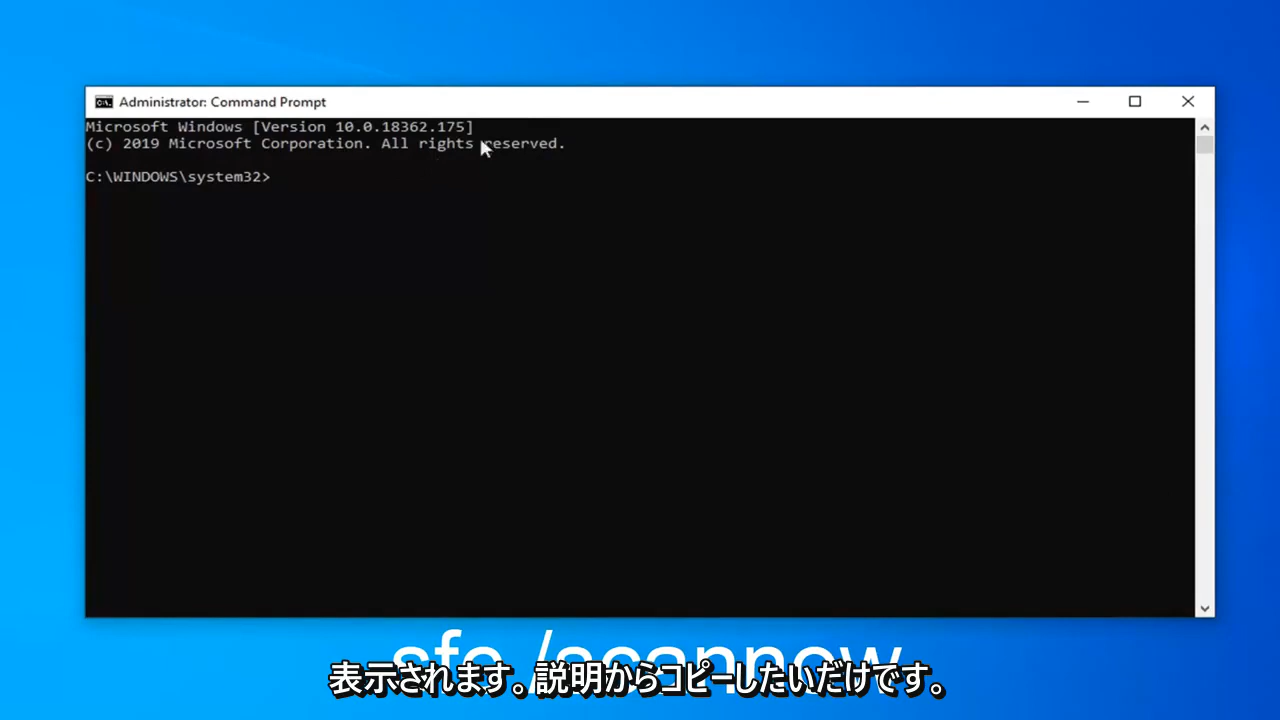 Administrator: Command Prompt
Microsoft Windows [Version 10.0.18362.175]
(c) 2019 Microsoft Corporation. All rights reserved.
C:\WINDOWS\system32>
sfc /scannow
表示されます。説明からコピーしたいだけです。